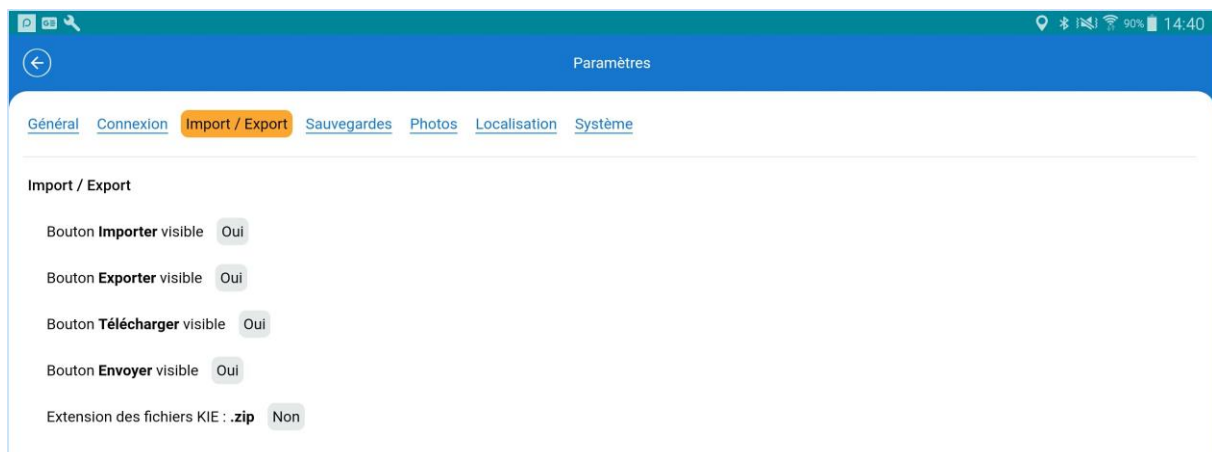 90% 14:40
Paramètres
Général Connexion Import / Export Sauvegardes Photos Localisation Système
Import / Export
Bouton Importer visible Oui
Bouton Exporter visible Oui
Bouton Télécharger visible Oui
Bouton Envoyer visible Oui
Extension des fichiers KIE : .zip Non